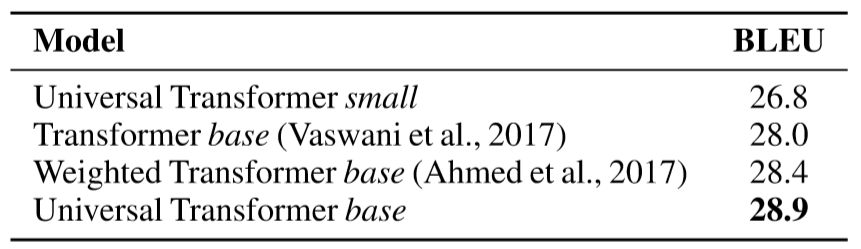 Model BLEU
Universal Transformer small 26.8
Transformer base (Vaswani et al., 2017) 28.0
Weighted Transformer base (Ahmed et al., 2017) 28.4
Universal Transformer base 28.9